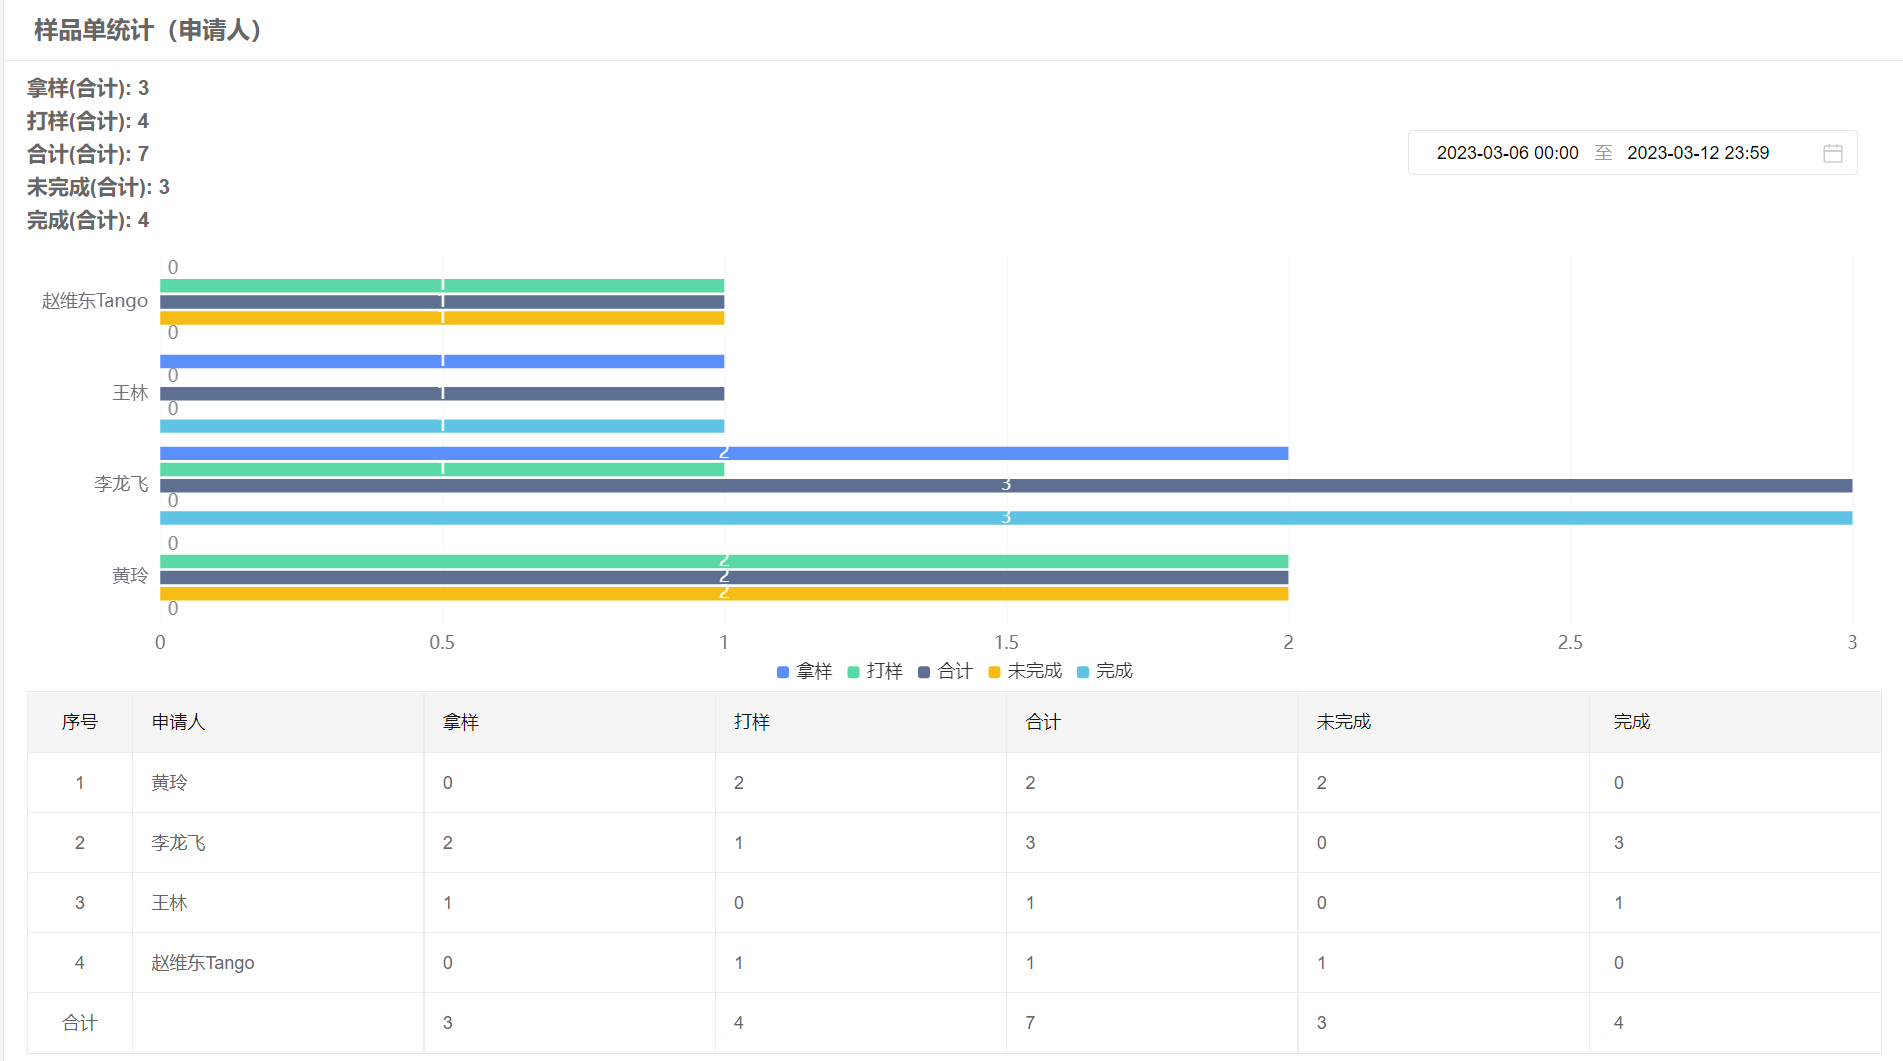 样品单统计（申请人）
拿样(合计): 3
打样(合计): 4
合计(合计): 7
未完成(合计): 3
完成(合计): 4
2023-03-06 00:00 至 2023-03-12 23:59
0
赵维东Tango
1
1
1
0
1
0
王林
1
0
1
2
1
李龙飞
3
0
3
0
2
黄玲
2
2
0
0 0.5 1 1.5 2 2.5 3
拿样 打样 合计 未完成 完成
序号 申请人 拿样 打样 合计 未完成 完成
1 黄玲 0 2 2 2 0
2 李龙飞 2 1 3 0 3
3 王林 1 0 1 0 1
4 赵维东Tango 0 1 1 1 0
合计 3 4 7 3 4